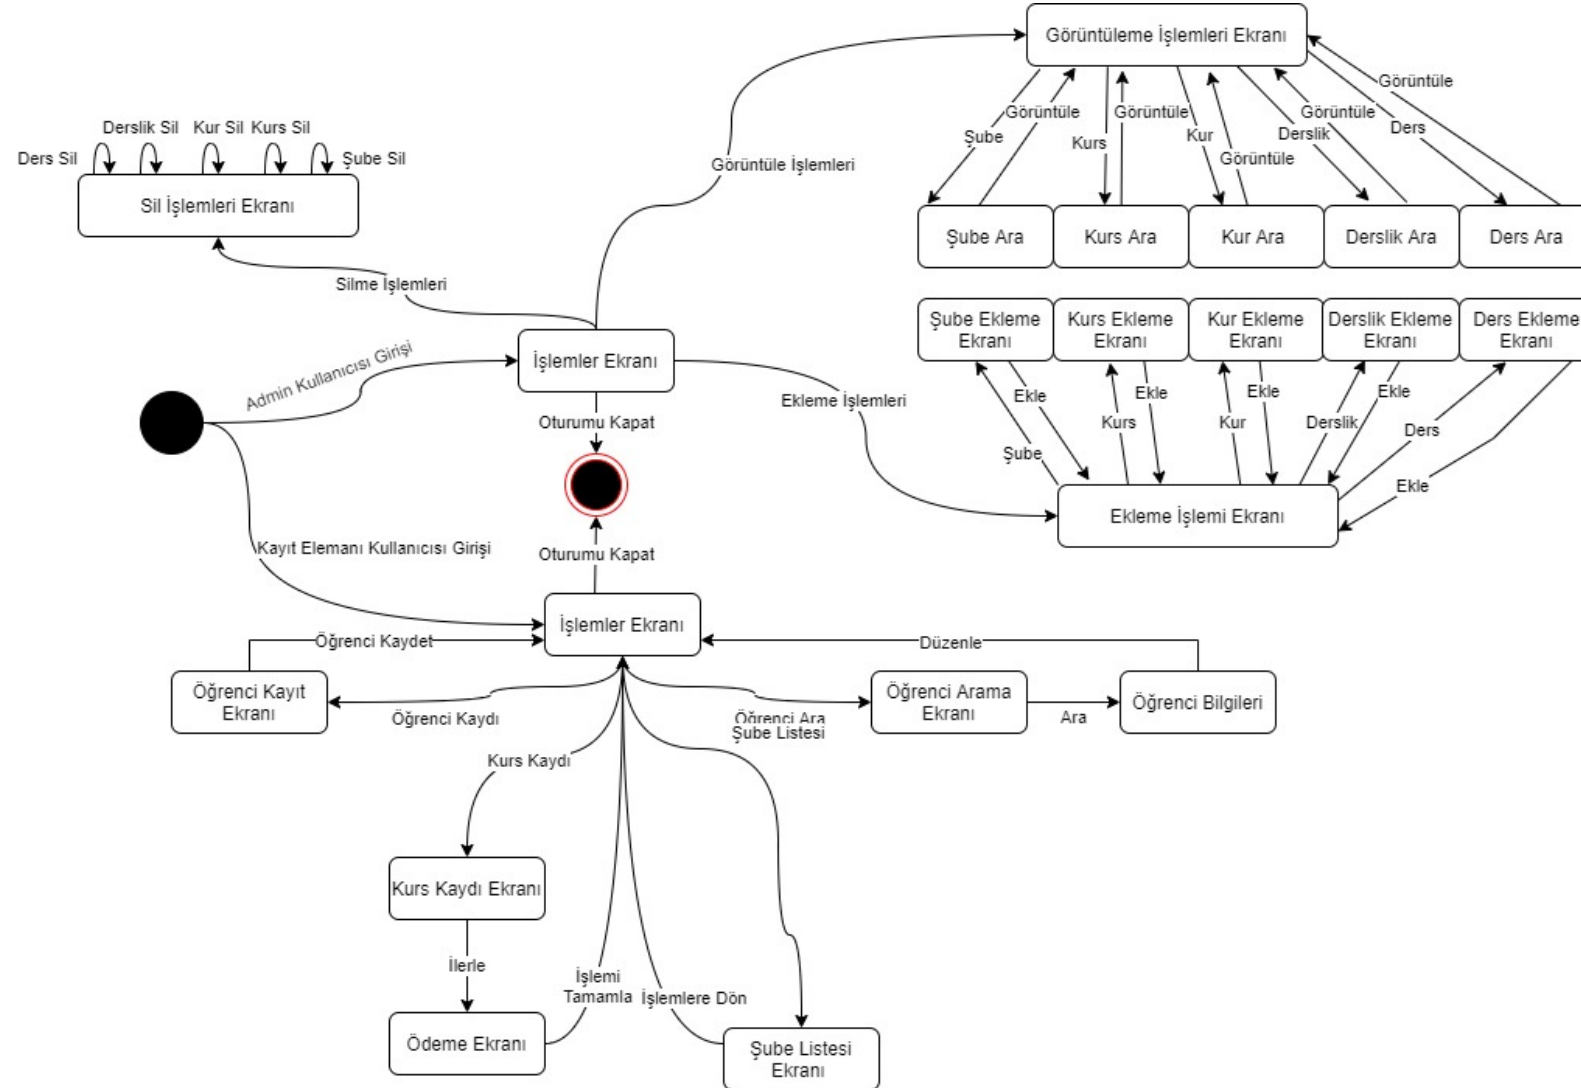 Görüntüleme İşlemleri Ekranı
Görüntüle
Şube
Görüntüle
Kurs
Görüntüle
Kur
Görüntüle
Derslik
Görüntüle
Ders
Derslik Sil
Kur Sil
Kurs Sil
Ders Sil
Şube Sil
Sil İşlemleri Ekranı
Görüntüle İşlemleri
Şube Ara
Kurs Ara
Kur Ara
Derslik Ara
Ders Ara
Silme İşlemleri
Şube Ekleme
Ekranı
Kurs Ekleme
Ekranı
Kur Ekleme
Ekranı
Derslik Ekleme
Ekranı
Ders Ekleme
Ekranı
Admin Kullanıcısı Girişi
İşlemler Ekranı
Ekleme İşlemleri
Oturumu Kapat
Ekle
Ekle
Ekle
Ekle
Şube
Kurs
Kur
Derslik
Ders
Ekle
Ekleme İşlemi Ekranı
Kayıt Elemanı Kullanıcısı Girişi
Oturumu Kapat
İşlemler Ekranı
Öğrenci Kaydet
Düzenle
Öğrenci Kayıt
Ekranı
Öğrenci Kaydı
Öğrenci Ara
Şube Listesi
Öğrenci Arama
Ekranı
Ara
Öğrenci Bilgileri
Kurs Kaydı
Kurs Kaydı Ekranı
İlerle
İşlemi
Tamamla
İşlemlere Dön
Ödeme Ekranı
Şube Listesi
Ekranı